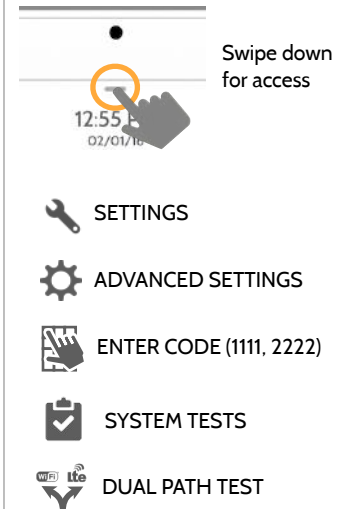 Swipe down
for access
12:55 P
02/01/18
SETTINGS
ADVANCED SETTINGS
ENTER CODE (1111, 2222)
SYSTEM TESTS
WiFi lte
DUAL PATH TEST